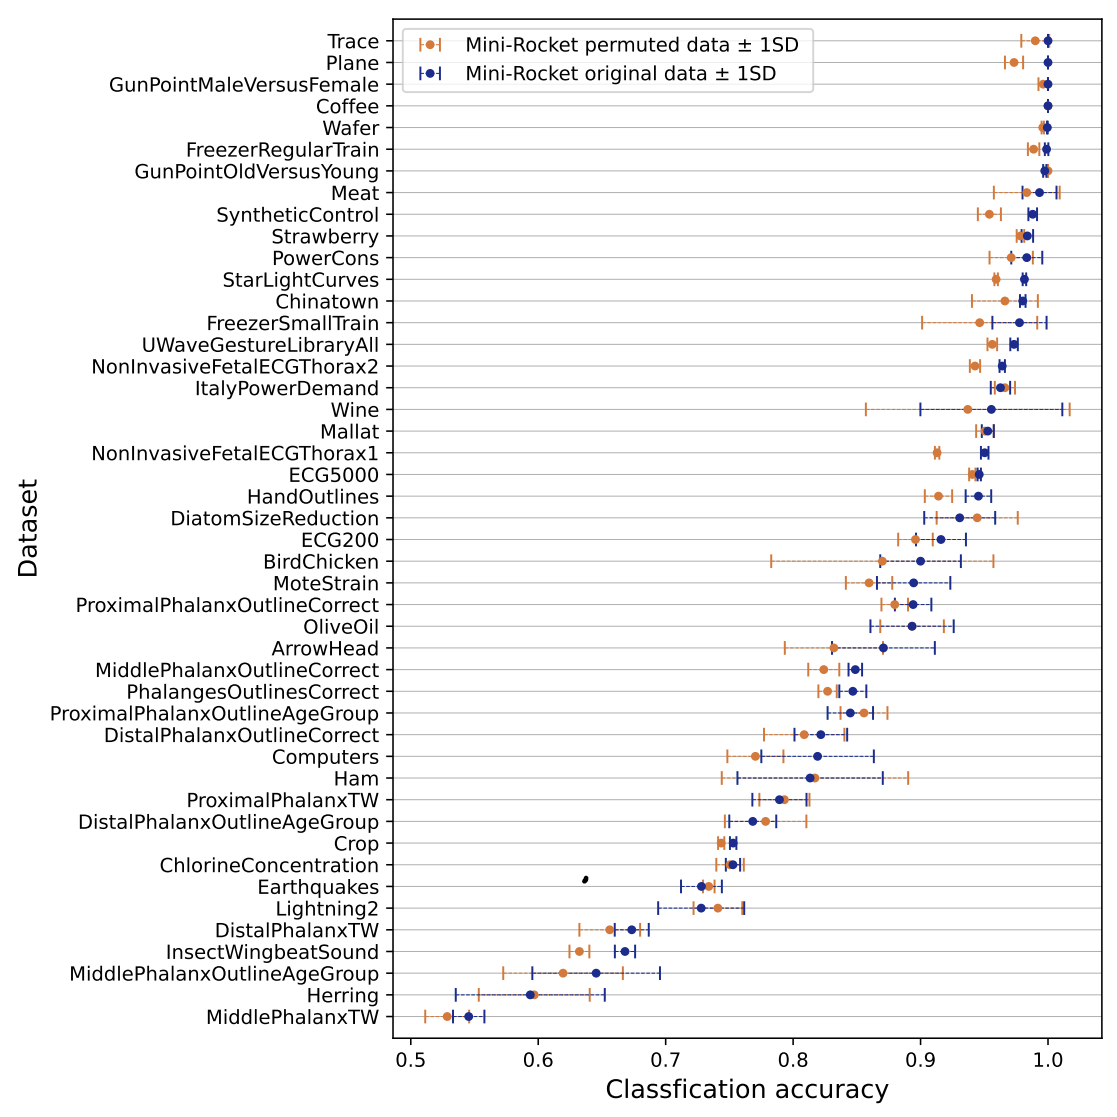 Mini-Rocket permuted data ± 1SD
Mini-Rocket original data ± 1SD
Trace
Plane
GunPointMaleVersusFemale
Coffee
Wafer
FreezerRegularTrain
GunPointOldVersusYoung
Meat
SyntheticControl
Strawberry
PowerCons
StarLightCurves
Chinatown
FreezerSmallTrain
UWaveGestureLibraryAll
NonInvasiveFetalECGThorax2
ItalyPowerDemand
Wine
Mallat
NonInvasiveFetalECGThorax1
ECG5000
HandOutlines
DiatomSizeReduction
ECG200
BirdChicken
MoteStrain
ProximalPhalanxOutlineCorrect
OliveOil
ArrowHead
MiddlePhalanxOutlineCorrect
PhalangesOutlinesCorrect
ProximalPhalanxOutlineAgeGroup
DistalPhalanxOutlineCorrect
Computers
Ham
ProximalPhalanxTW
DistalPhalanxOutlineAgeGroup
Crop
ChlorineConcentration
Earthquakes
Lightning2
DistalPhalanxTW
InsectWingbeatSound
MiddlePhalanxOutlineAgeGroup
Herring
MiddlePhalanxTW
Dataset
0.5 0.6 0.7 0.8 0.9 1.0
Classfication accuracy